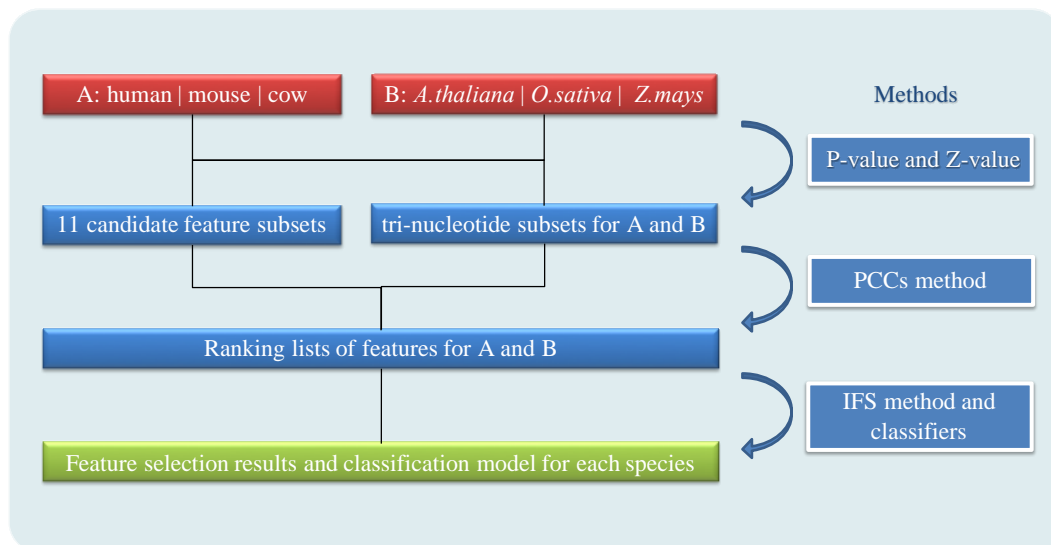 A: human | mouse | cow
B: A.thaliana | O.sativa | Z.mays
Methods
P-value and Z-value
11 candidate feature subsets
tri-nucleotide subsets for A and B
PCCs method
Ranking lists of features for A and B
IFS method and
classifiers
Feature selection results and classification model for each species